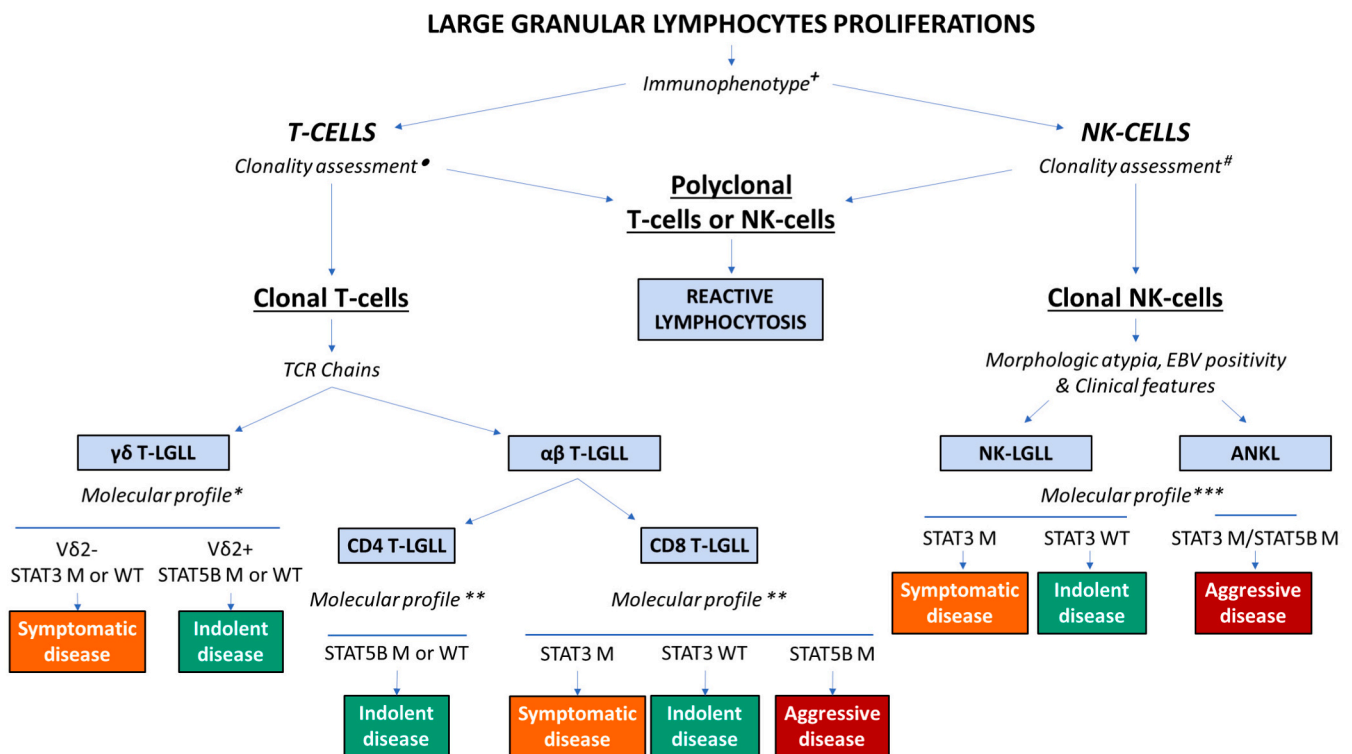 LARGE GRANULAR LYMPHOCYTES PROLIFERATIONS
Immunophenotype+
T-CELLS
NK-CELLS
Clonality assessment●
Clonality assessment#
Polyclonal
T-cells or NK-cells
Clonal T-cells
REACTIVE
LYMPHOCYTOSIS
Clonal NK-cells
TCR Chains
Morphologic atypia, EBV positivity
& Clinical features
γδ T-LGLL
αβ T-LGLL
NK-LGLL
ANKL
Molecular profile*
Molecular profile***
CD4 T-LGLL
CD8 T-LGLL
Vδ2-
STAT3 M or WT
Vδ2+
STAT5B M or WT
STAT3 M
STAT3 WT
STAT3 M/STAT5B M
Symptomatic
disease
Indolent
disease
Molecular profile **
Molecular profile **
Symptomatic
disease
Indolent
disease
Aggressive
disease
STAT5B M or WT
STAT3 M
STAT3 WT
STAT5B M
Indolent
disease
Symptomatic
disease
Indolent
disease
Aggressive
disease